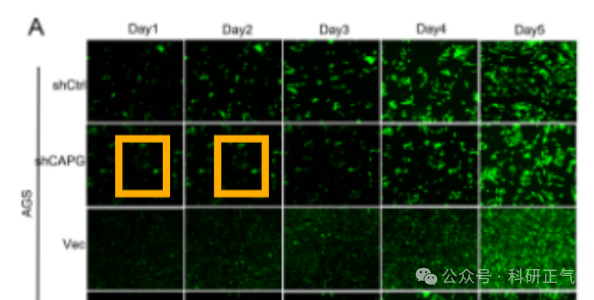 A
Day1 Day2 Day3 Day4 Day5
shCtrl
shCAPG
AGS
Vec
公众号 · 科研正气